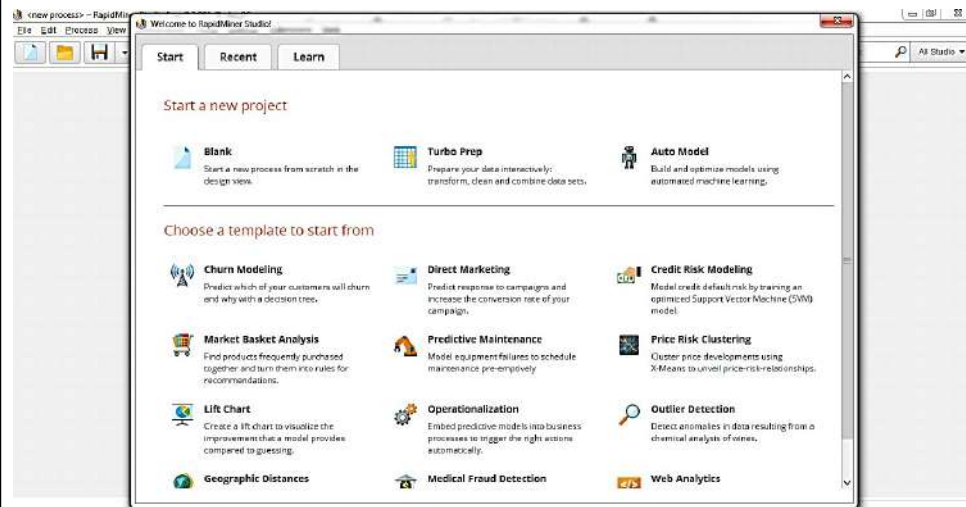 <new process> – RapidMiner
Welcome to RapidMiner Studio!
File Edit Process View
All Studio
Start Recent Learn
Start a new project
Blank
Start a new process from scratch in the
design view.
Turbo Prep
Prepare your data interactively:
transform, clean and combine data sets.
Auto Model
Build and optimize models using
automated machine learning.
Choose a template to start from
Churn Modeling
Predict which of your customers will churn
and why with a decision tree.
Direct Marketing
Predict response to campaigns and
increase the conversion rate of your
campaign.
Credit Risk Modeling
Model credit default risk by training an
optimized Support Vector Machine (SVM)
model.
Market Basket Analysis
Find products frequently purchased
together and turn them into rules for
recommendations.
Predictive Maintenance
Model equipment failures to schedule
maintenance pre-emptively
Price Risk Clustering
Cluster price developments using
X-Means to unveil price-risk-relationships.
Lift Chart
Create a lift chart to visualize the
improvement that a model provides
compared to guessing.
Operationalization
Embed predictive models into business
processes to trigger the right actions
automatically.
Outlier Detection
Detect anomalies in data resulting from a
chemical analysis of wines.
Geographic Distances
Medical Fraud Detection
Web Analytics